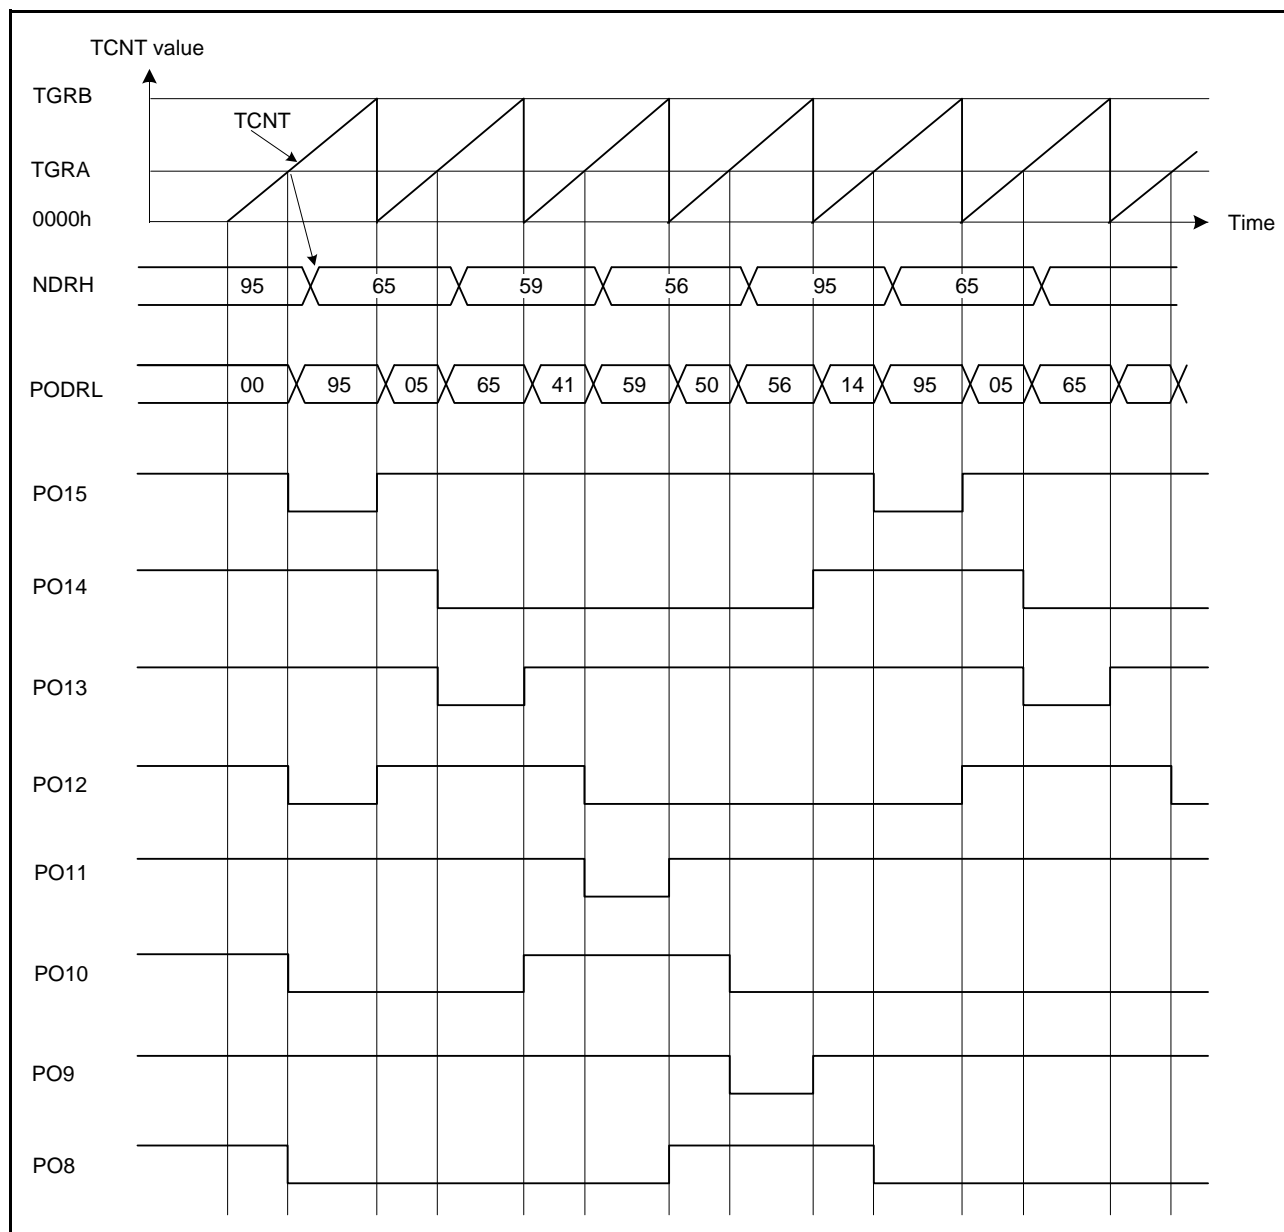 TCNT value
TGRB
TCNT
TGRA
0000h
Time
NDRH 95 65 59 56 95 65
PODRL 00 95 05 65 41 59 50 56 14 95 05 65
PO15
PO14
PO13
PO12
PO11
PO10
PO9
PO8